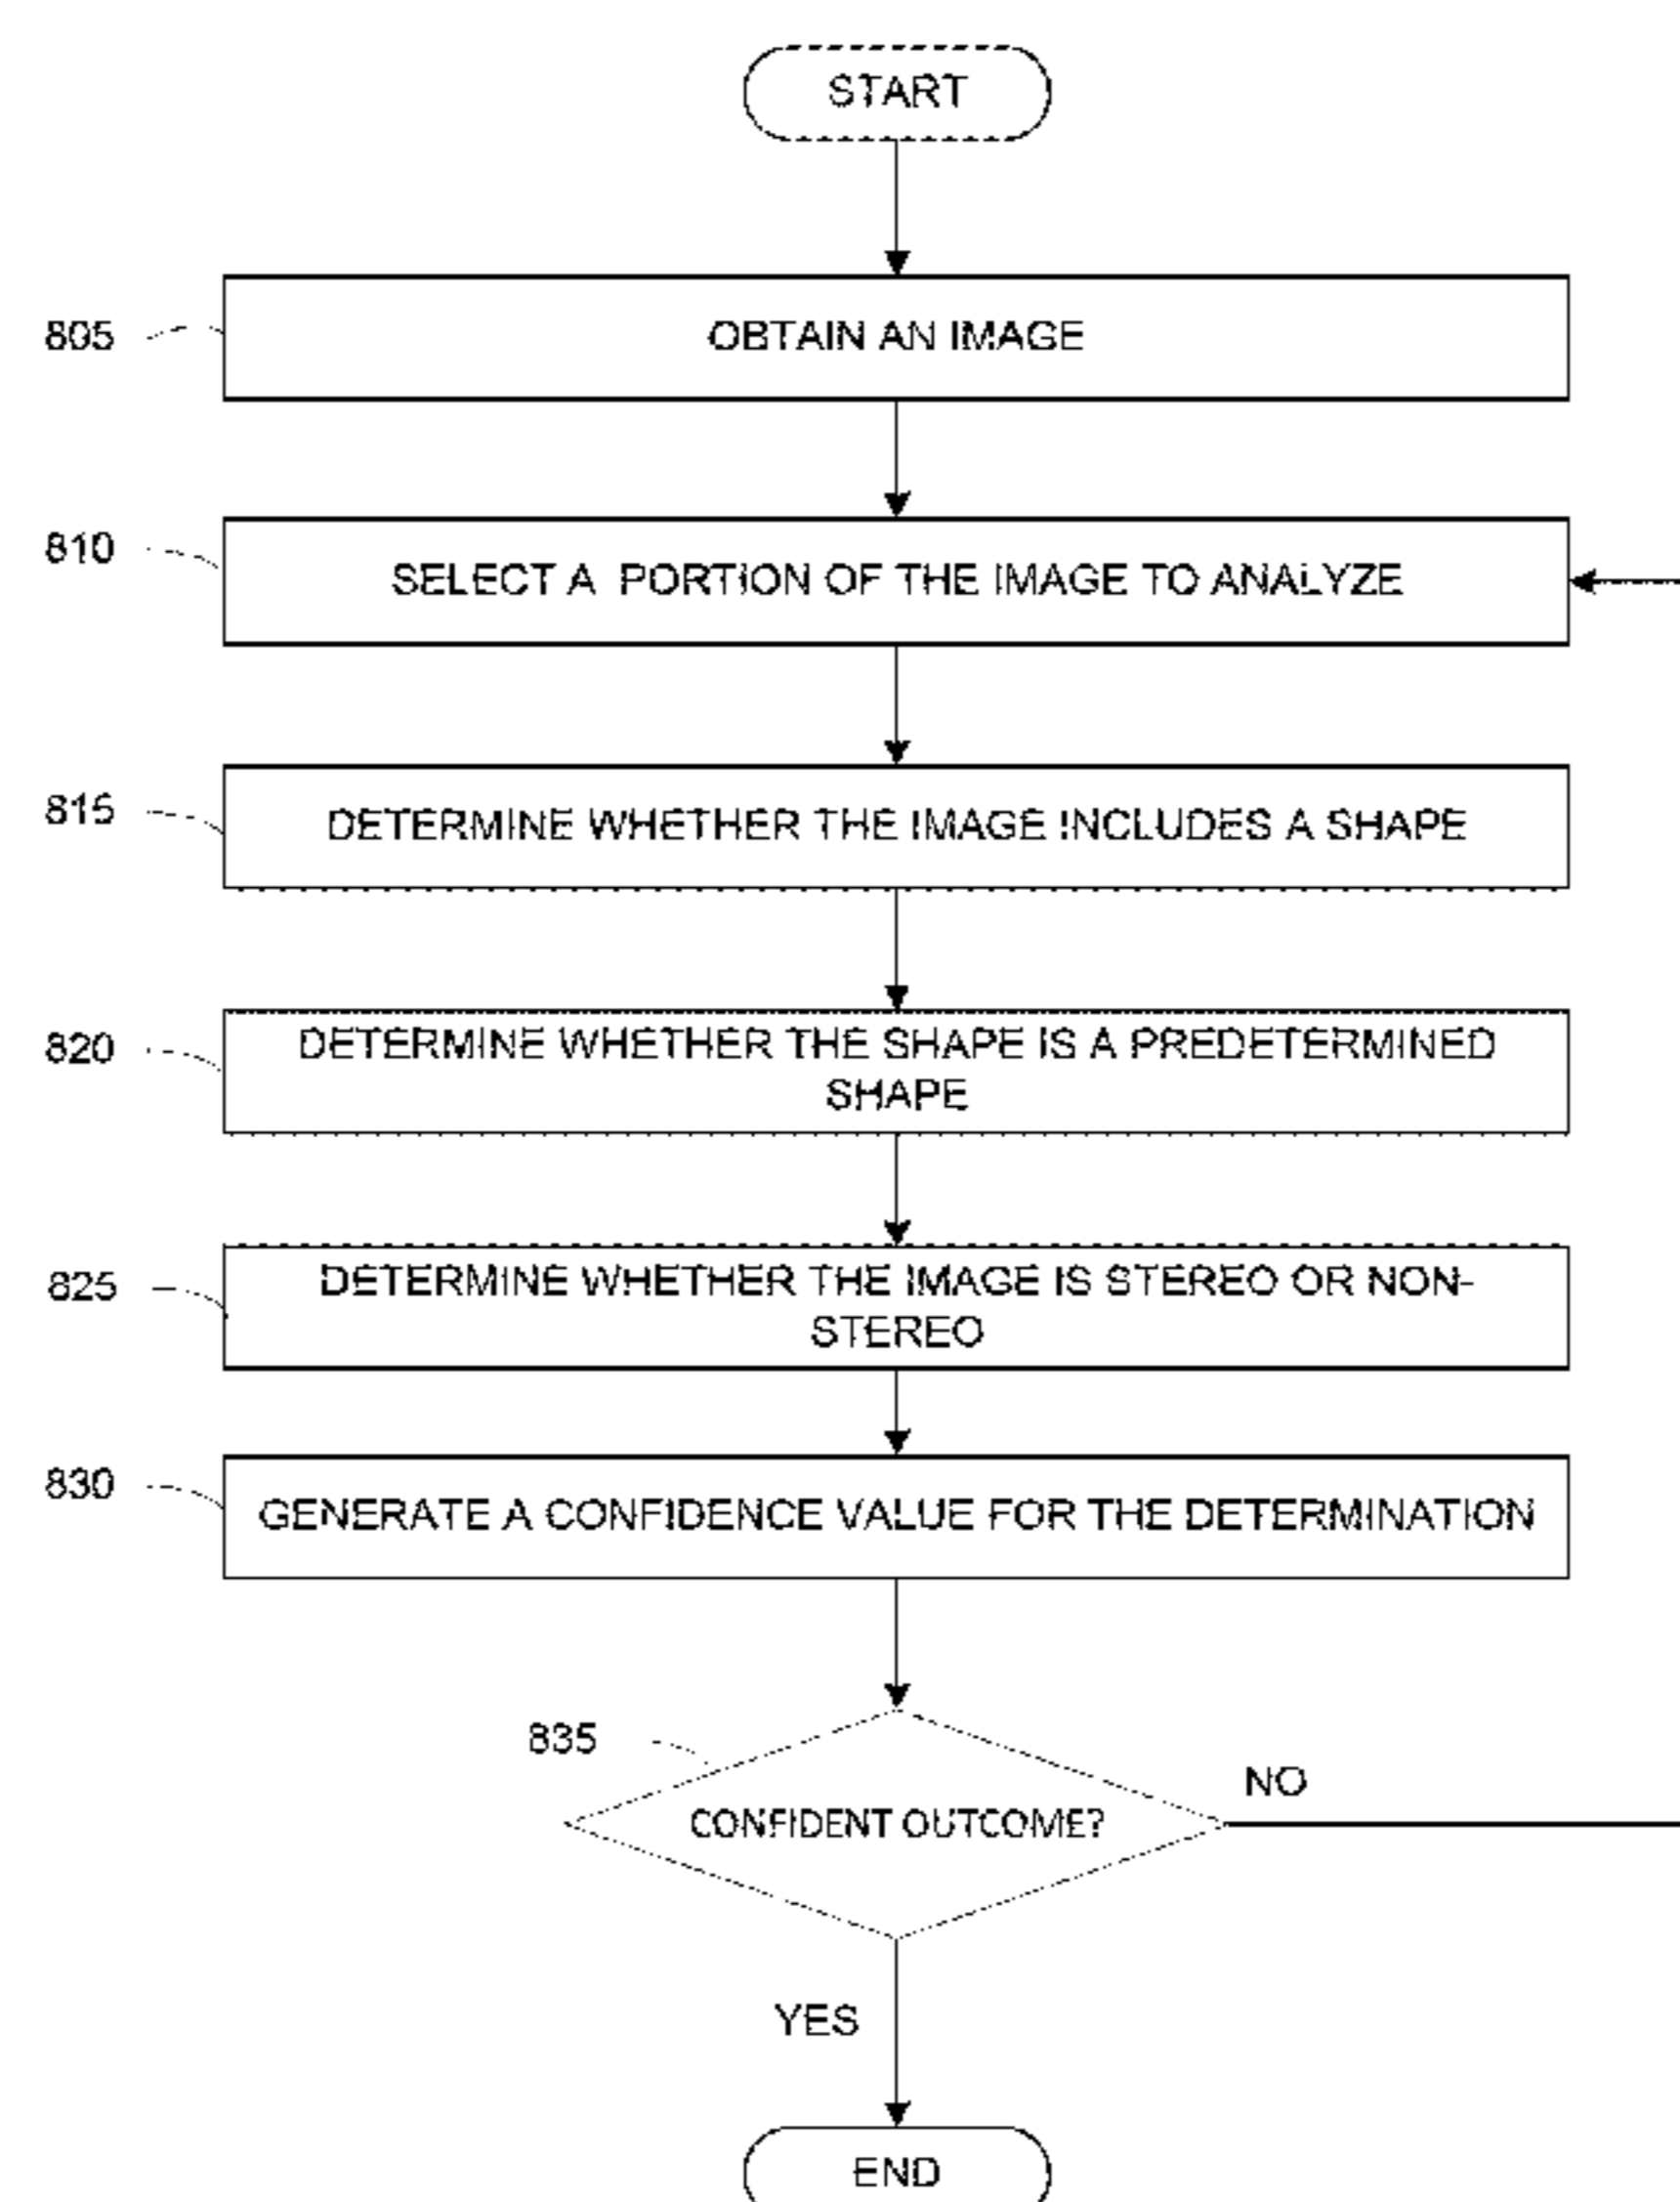 START
805
OBTAIN AN IMAGE
810
SELECT A PORTION OF THE IMAGE TO ANALYZE
815
DETERMINE WHETHER THE IMAGE INCLUDES A SHAPE
820
DETERMINE WHETHER THE SHAPE IS A PREDETERMINED
SHAPE
825
DETERMINE WHETHER THE IMAGE IS STEREO OR NON-
STEREO
830
GENERATE A CONFIDENCE VALUE FOR THE DETERMINATION
835
CONFIDENT OUTCOME?
NO
YES
END